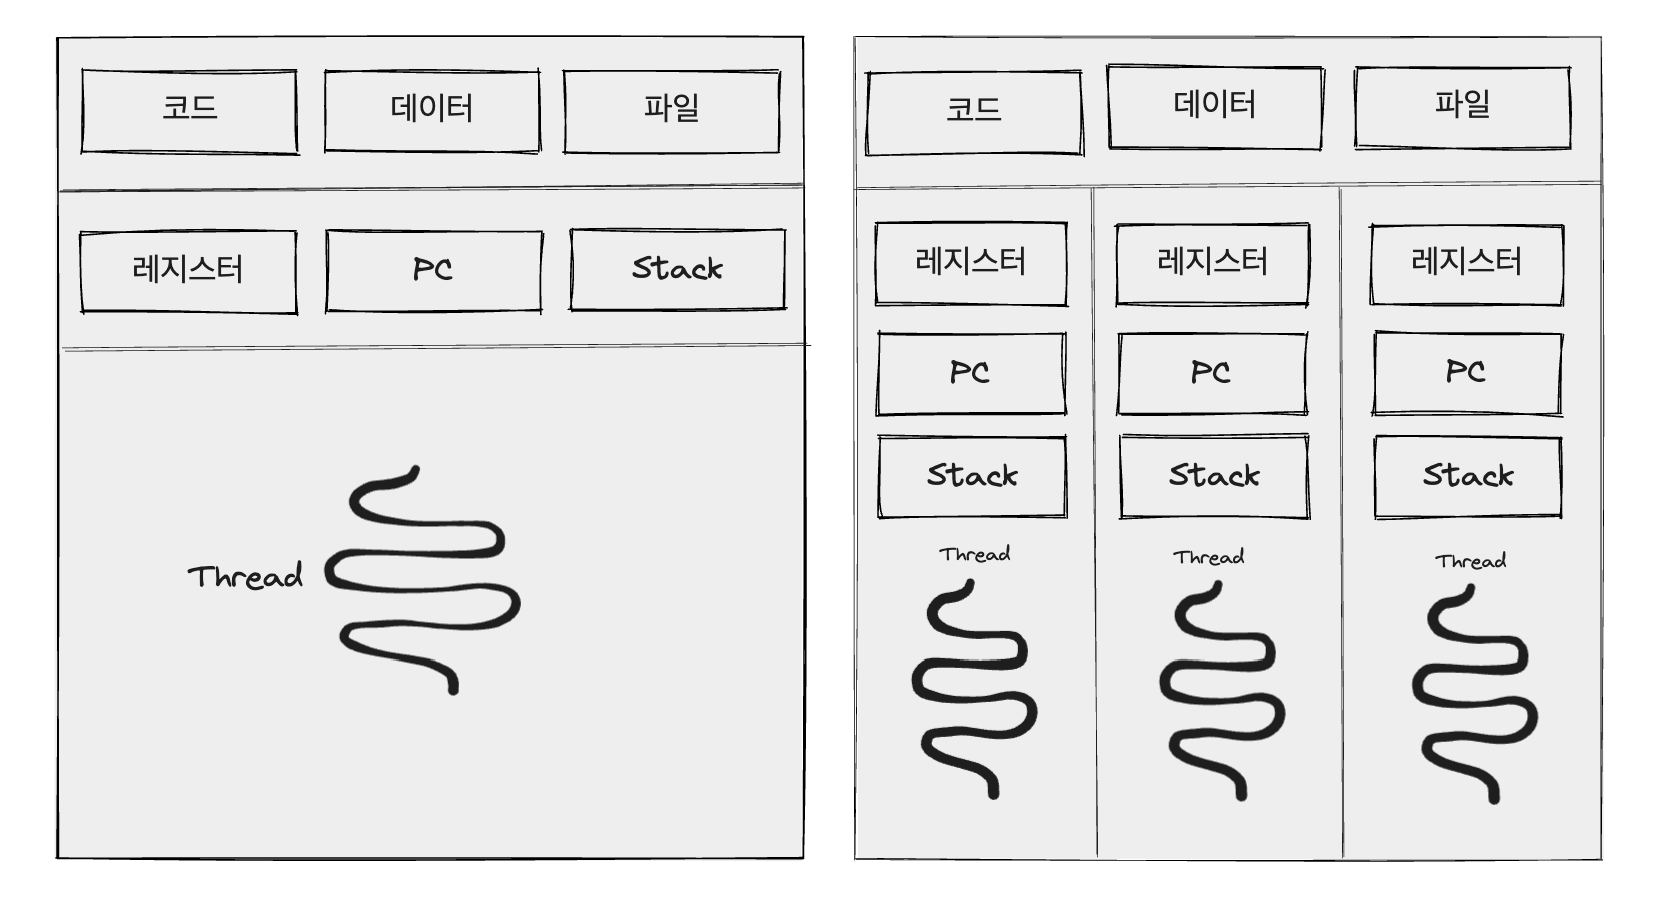 코드 데이터 파일
레지스터 PC Stack
Thread
코드 데이터 파일
레지스터 레지스터 레지스터
PC PC PC
Stack Stack Stack
Thread Thread Thread